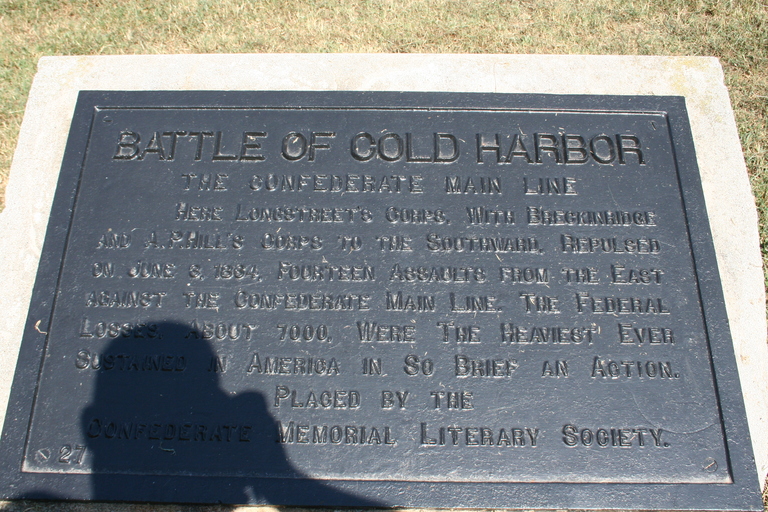 BATTLE OF COLD HARBOR
THE CONFEDERATE MAIN LINE
HERE LONGSTREET'S CORPS, WITH BRECKINRIDGE
AND A.P. HILL'S CORPS TO THE SOUTHWARD, REPULSED
ON JUNE 3, 1864, FOURTEEN ASSAULTS FROM THE EAST
AGAINST THE CONFEDERATE MAIN LINE. THE FEDERAL
LOSSES, ABOUT 7000, WERE THE HEAVIEST EVER
SUSTAINED IN AMERICA IN SO BRIEF AN ACTION.
PLACED BY THE
CONFEDERATE MEMORIAL LITERARY SOCIETY.
27